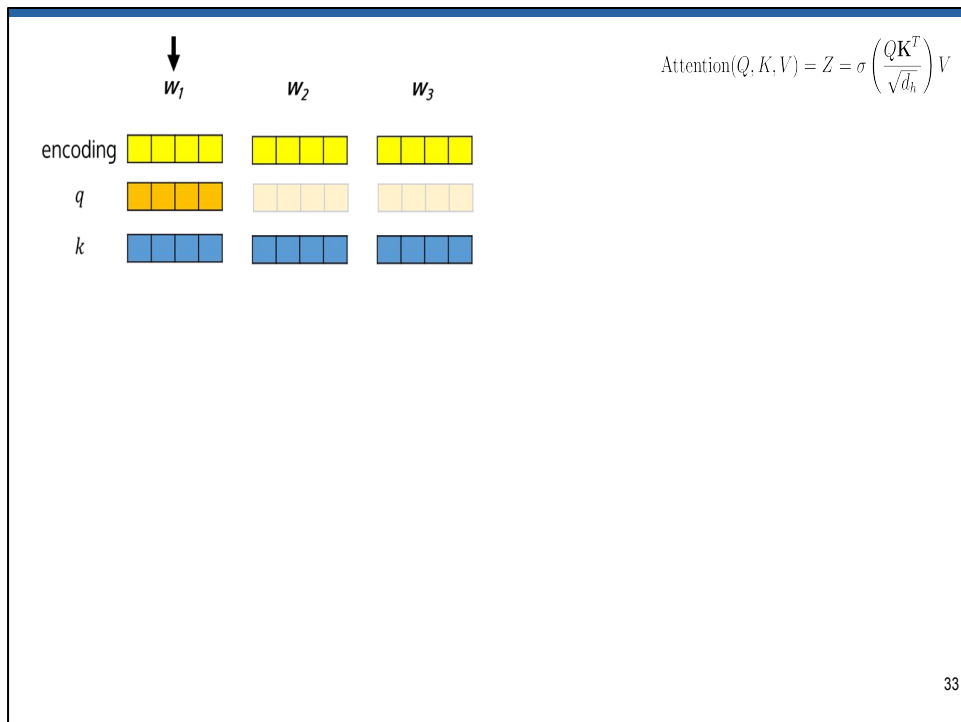 Attention(Q, K, V) = Z = σ(QK^T / √d_h) V
w₁ w₂ w₃
encoding
q
k
33